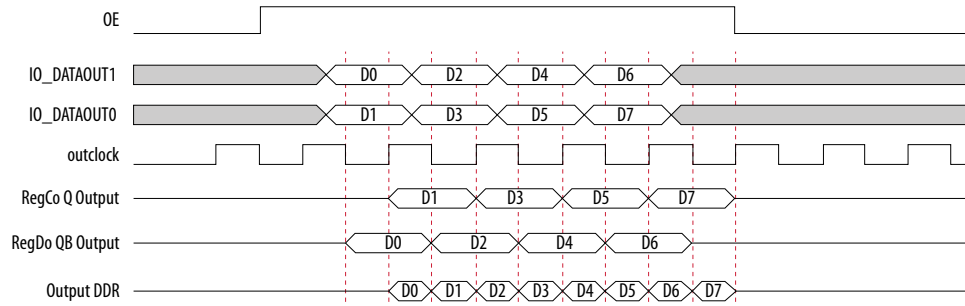 OE
IO_DATAOUT1 D0 D2 D4 D6
IO_DATAOUT0 D1 D3 D5 D7
outclock
RegCo Q Output D1 D3 D5 D7
RegDo QB Output D0 D2 D4 D6
Output DDR D0 D1 D2 D3 D4 D5 D6 D7